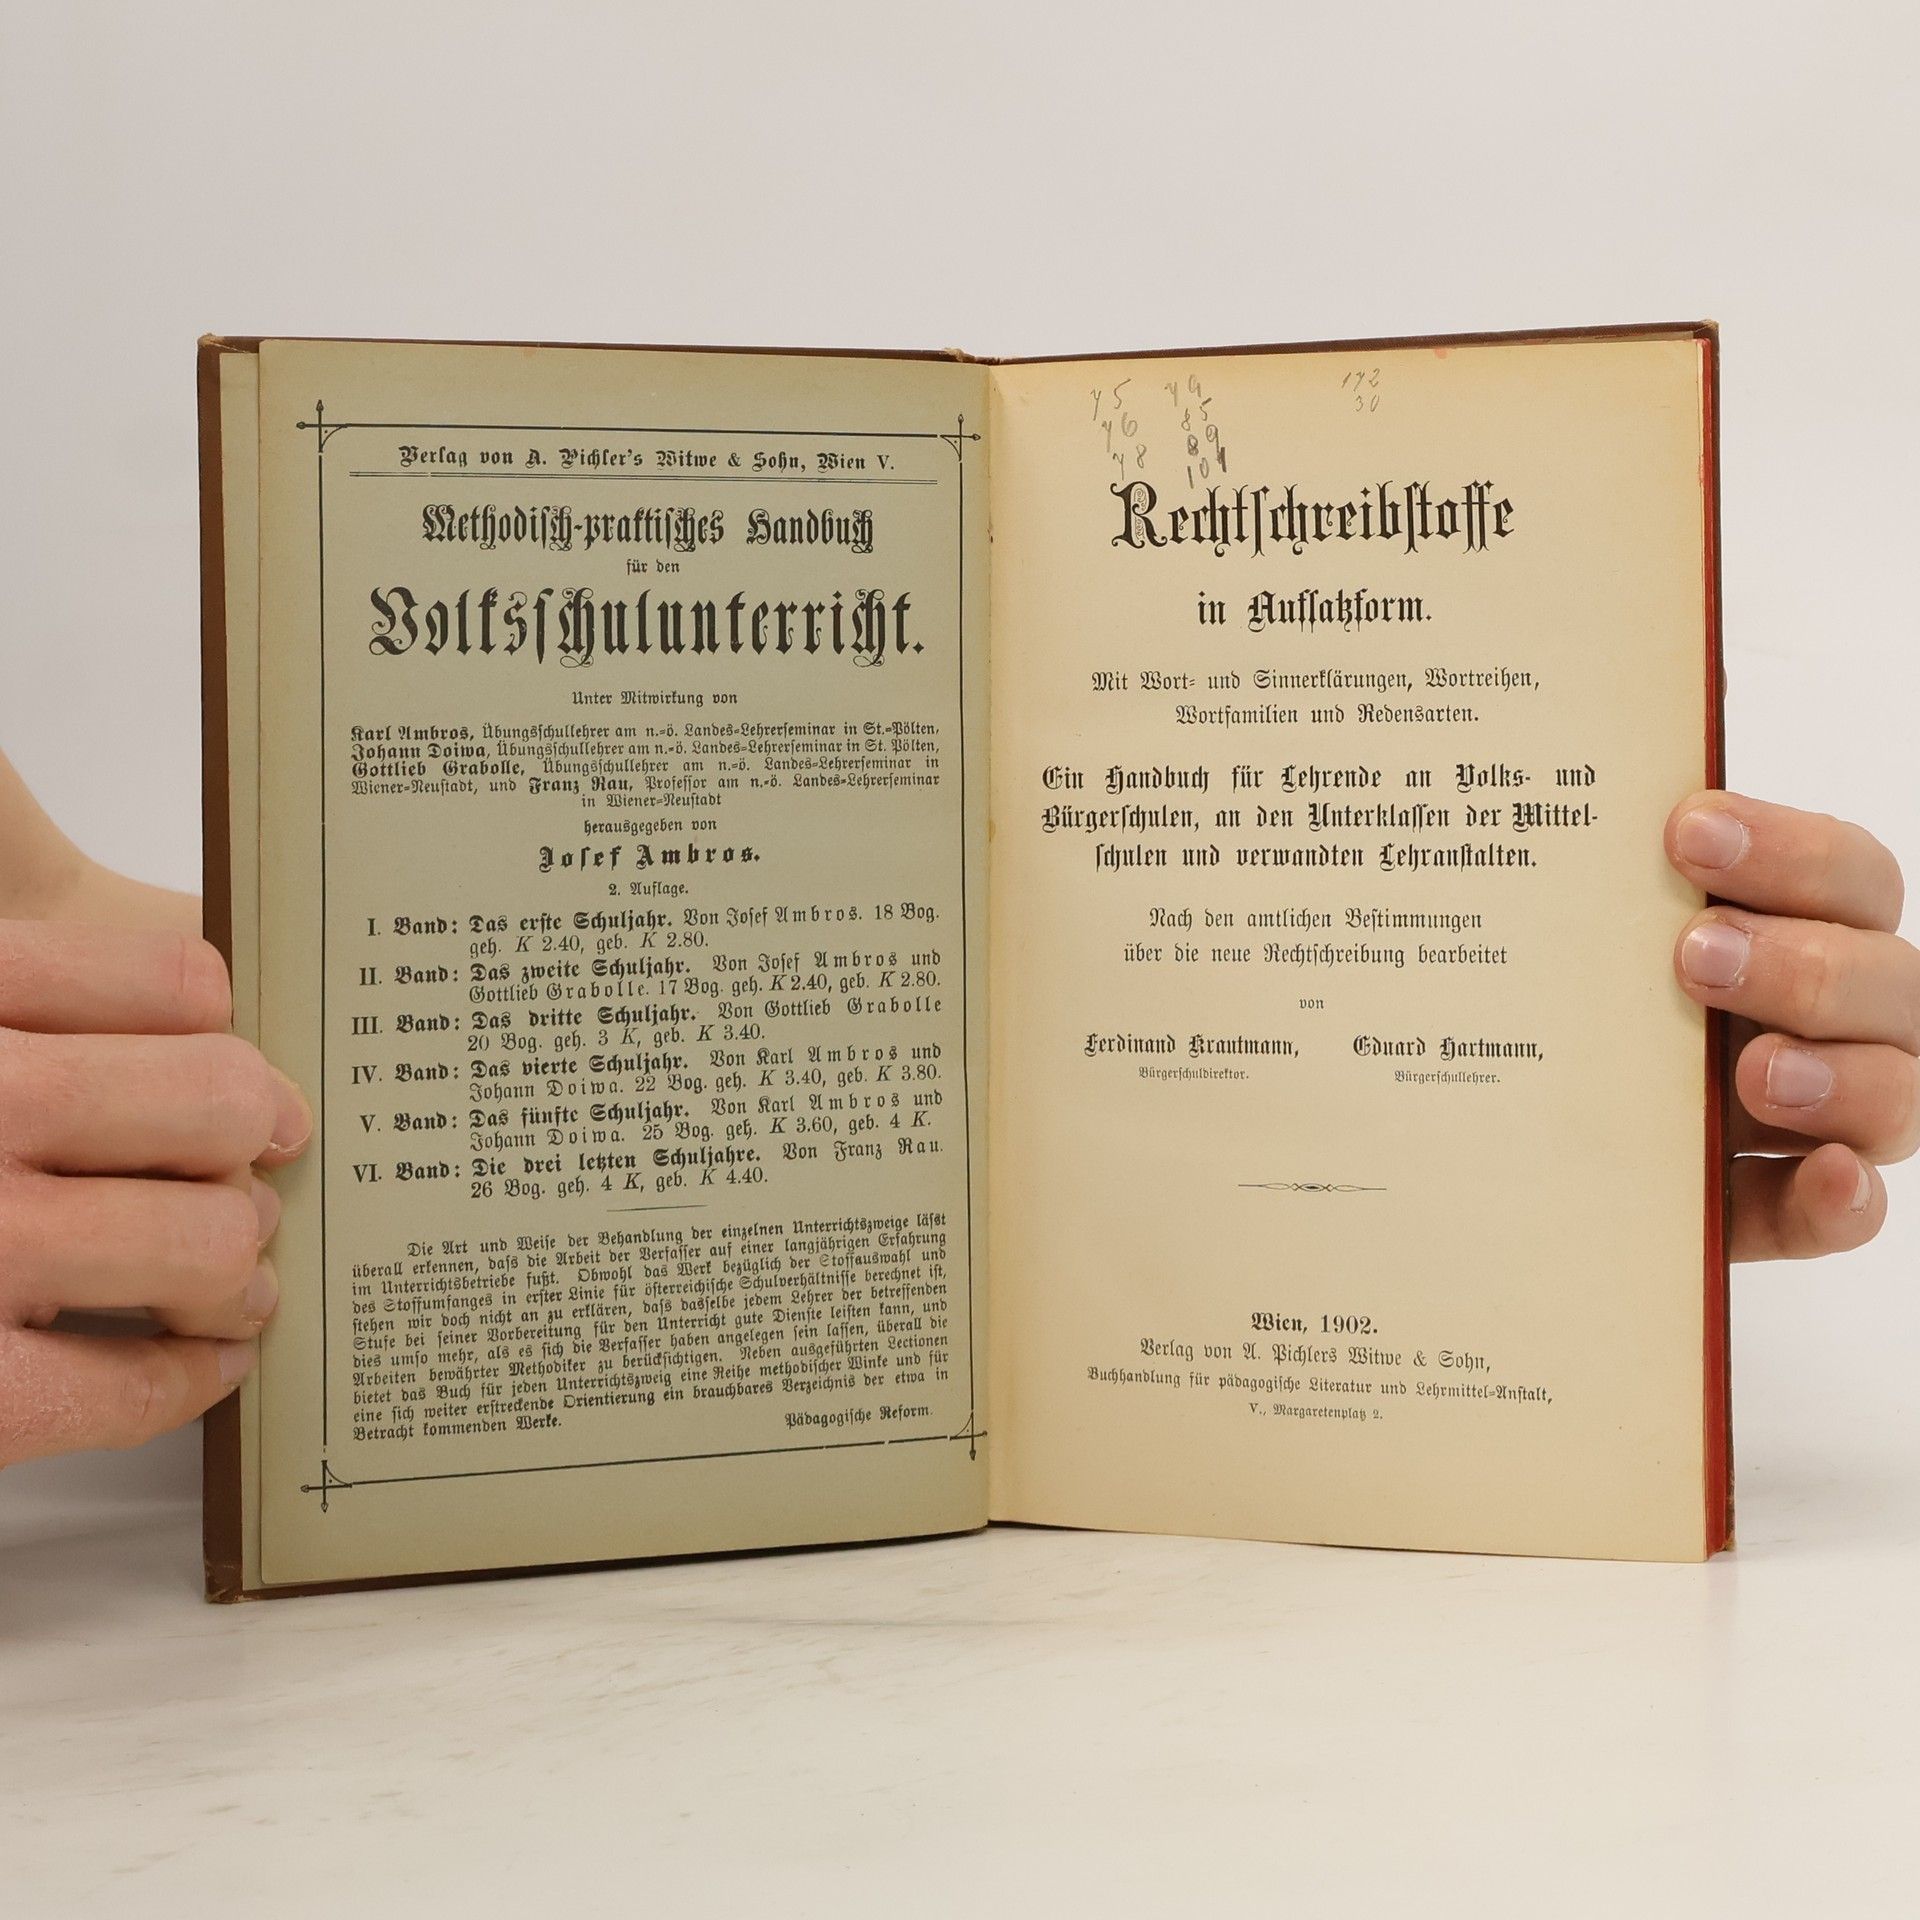 Verlag von A. Pichler's Witwe & Sohn, Wien V.
Methodisch-praktisches Handbuch
für den
Volksschulunterricht.
Unter Mitwirkung von
Karl Ambros, Übungsschullehrer am n.-ö. Landes-Lehrerseminar in St.-Pölten,
Johann Doiwa, Übungsschullehrer am n.-ö. Landes-Lehrerseminar in St. Pölten,
Gottlieb Grabolle, Übungsschullehrer am n.-ö. Landes-Lehrerseminar in
Wiener-Neustadt, und Franz Rau, Professor am n.-ö. Landes-Lehrerseminar
in Wiener-Neustadt
herausgegeben von
Josef Ambros.
2. Auflage.
I. Band: Das erste Schuljahr. Von Josef Ambros. 18 Bog.
geh. K 2.40, geb. K 2.80.
II. Band: Das zweite Schuljahr. Von Josef Ambros und
Gottlieb Grabolle. 17 Bog. geh. K 2.40, geb. K 2.80.
III. Band: Das dritte Schuljahr. Von Gottlieb Grabolle
20 Bog. geh. 3 K, geb. K 3.40.
IV. Band: Das vierte Schuljahr. Von Karl Ambros und
Johann Doiwa. 22 Bog. geh. K 3.40, geb. K 3.80.
V. Band: Das fünfte Schuljahr. Von Karl Ambros und
Johann Doiwa. 25 Bog. geh. K 3.60, geb. 4 K.
VI. Band: Die drei letzten Schuljahre. Von Franz Rau.
26 Bog. geh. 4 K, geb. K 4.40.
Die Art und Weise der Behandlung der einzelnen Unterrichtszweige lässt
überall erkennen, dass die Arbeit der Verfasser auf einer langjährigen Erfahrung
im Unterrichtsbetriebe fußt. Obwohl das Werk bezüglich der Stoffauswahl und
des Stoffumfanges in erster Linie für österreichische Schulverhältnisse berechnet ist,
stehen wir doch nicht an zu erklären, dass dasselbe jedem Lehrer der betreffenden
Stufe bei seiner Vorbereitung für den Unterricht gute Dienste leisten kann, und
dies umso mehr, als es sich die Verfasser haben angelegen sein lassen, überall die
Arbeiten bewährter Methodiker zu berücksichtigen. Neben ausgeführten Lectionen
bietet das Buch für jeden Unterrichtszweig eine Reihe methodischer Winke und für
eine sich weiter erstreckende Orientierung ein brauchbares Verzeichnis der etwa in
Betracht kommenden Werke.
Pädagogische Reform.
75 79 172
76 85 30
78 89
101
Rechtschreibstoffe
in Aufsatzform.
Mit Wort- und Sinnerklärungen, Wortreihen,
Wortfamilien und Redensarten.
Ein Handbuch für Lehrende an Volks- und
Bürgerschulen, an den Unterklassen der Mittel-
schulen und verwandten Lehranstalten.
Nach den amtlichen Bestimmungen
über die neue Rechtschreibung bearbeitet
von
Ferdinand Krautmann, Eduard Hartmann,
Bürgerschuldirektor. Bürgerschullehrer.
Wien, 1902.
Verlag von A. Pichlers Witwe & Sohn,
Buchhandlung für pädagogische Literatur und Lehrmittel-Anstalt,
V., Margaretenplatz 2.